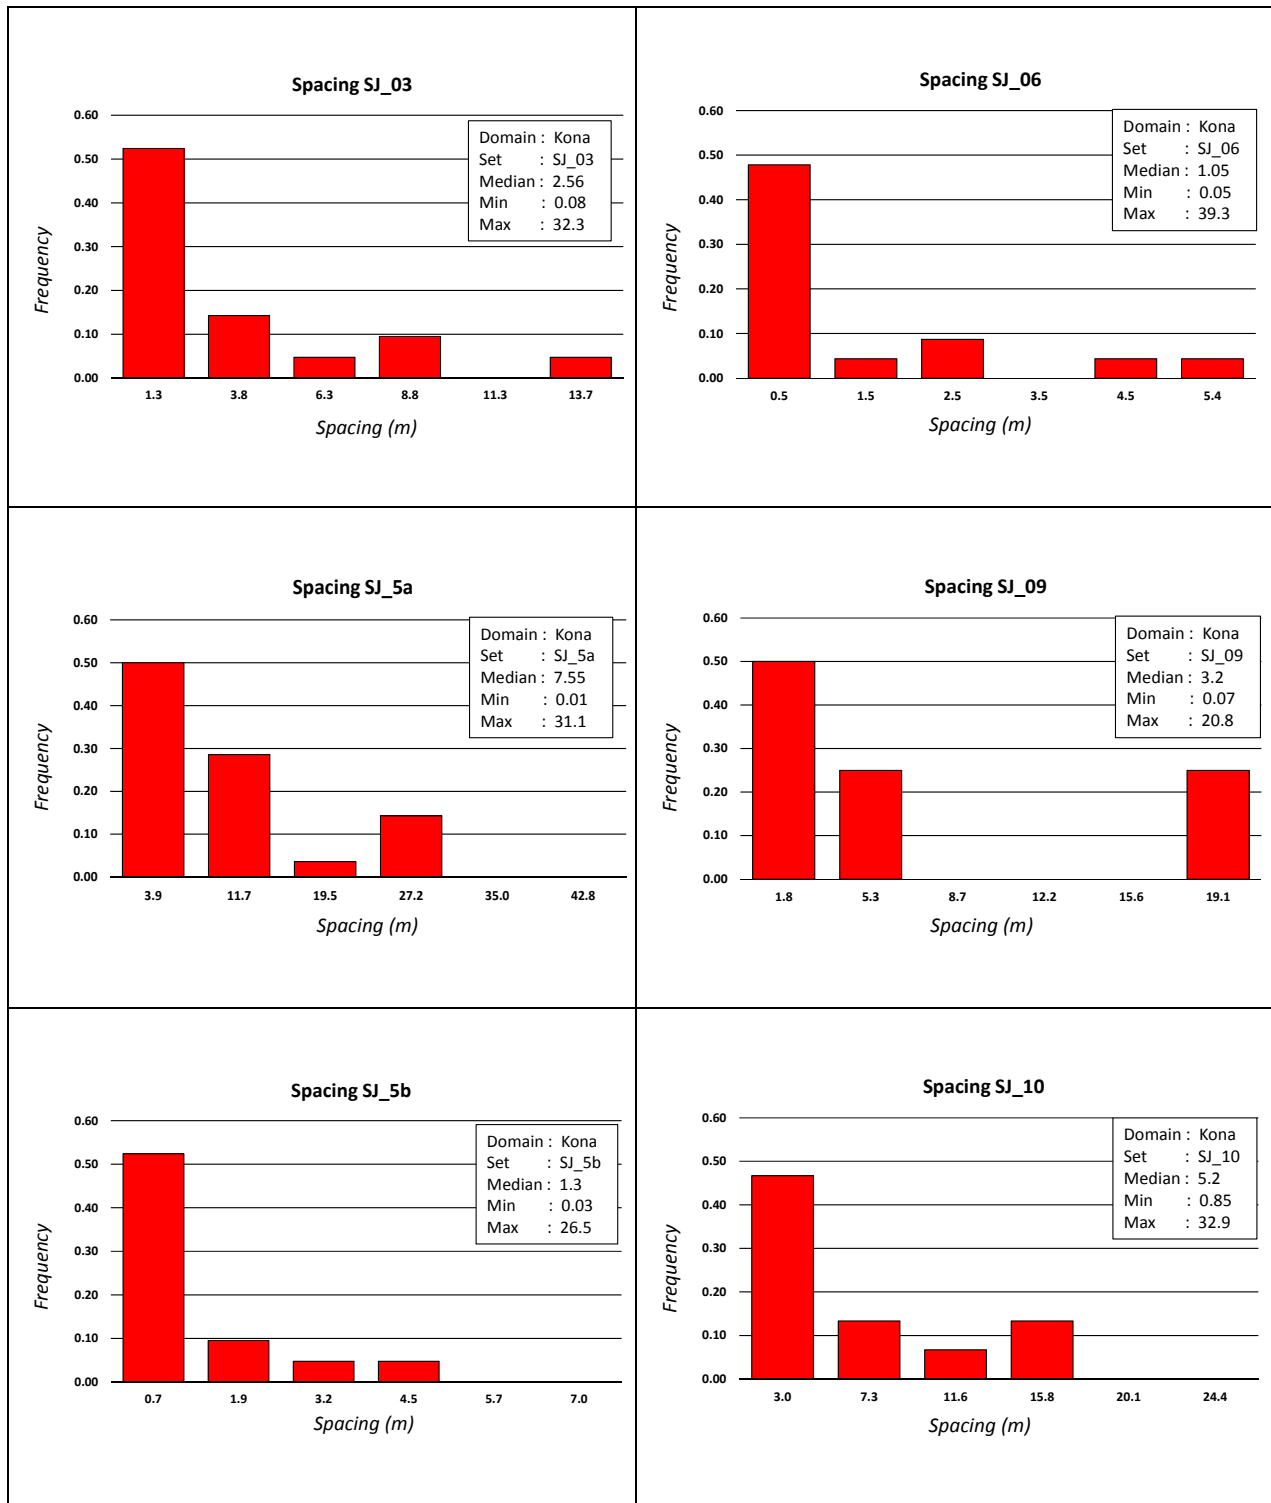 Spacing SJ_03
0.60
0.50
0.40
0.30
0.20
0.10
0.00
Frequency
Domain : Kona
Set : SJ_03
Median : 2.56
Min : 0.08
Max : 32.3
1.3 3.8 6.3 8.8 11.3 13.7
Spacing (m)
Spacing SJ_06
0.60
0.50
0.40
0.30
0.20
0.10
0.00
Frequency
Domain : Kona
Set : SJ_06
Median : 1.05
Min : 0.05
Max : 39.3
0.5 1.5 2.5 3.5 4.5 5.4
Spacing (m)
Spacing SJ_5a
0.60
0.50
0.40
0.30
0.20
0.10
0.00
Frequency
Domain : Kona
Set : SJ_5a
Median : 7.55
Min : 0.01
Max : 31.1
3.9 11.7 19.5 27.2 35.0 42.8
Spacing (m)
Spacing SJ_09
0.60
0.50
0.40
0.30
0.20
0.10
0.00
Frequency
Domain : Kona
Set : SJ_09
Median : 3.2
Min : 0.07
Max : 20.8
1.8 5.3 8.7 12.2 15.6 19.1
Spacing (m)
Spacing SJ_5b
0.60
0.50
0.40
0.30
0.20
0.10
0.00
Frequency
Domain : Kona
Set : SJ_5b
Median : 1.3
Min : 0.03
Max : 26.5
0.7 1.9 3.2 4.5 5.7 7.0
Spacing (m)
Spacing SJ_10
0.60
0.50
0.40
0.30
0.20
0.10
0.00
Frequency
Domain : Kona
Set : SJ_10
Median : 5.2
Min : 0.85
Max : 32.9
3.0 7.3 11.6 15.8 20.1 24.4
Spacing (m)